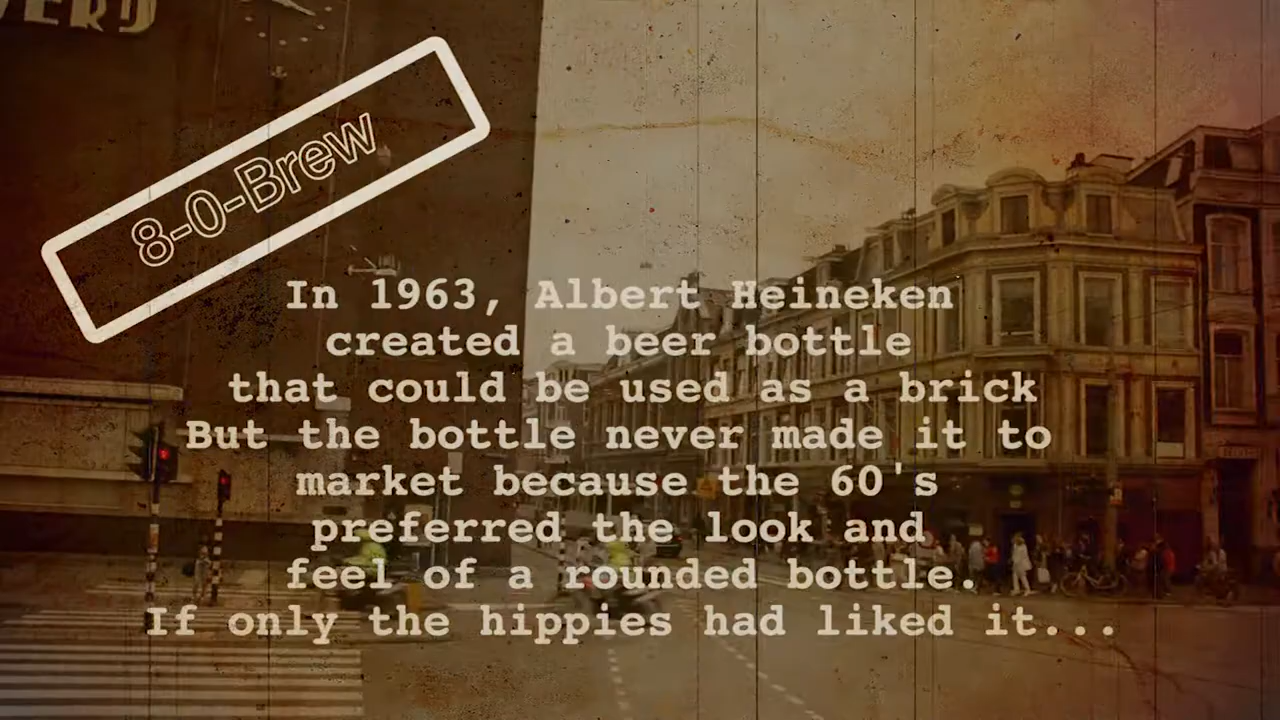 8-0-Brew
In 1963, Albert Heineken
created a beer bottle
that could be used as a brick
But the bottle never made it to
market because the 60's
preferred the look and
feel of a rounded bottle.
If only the hippies had liked it...